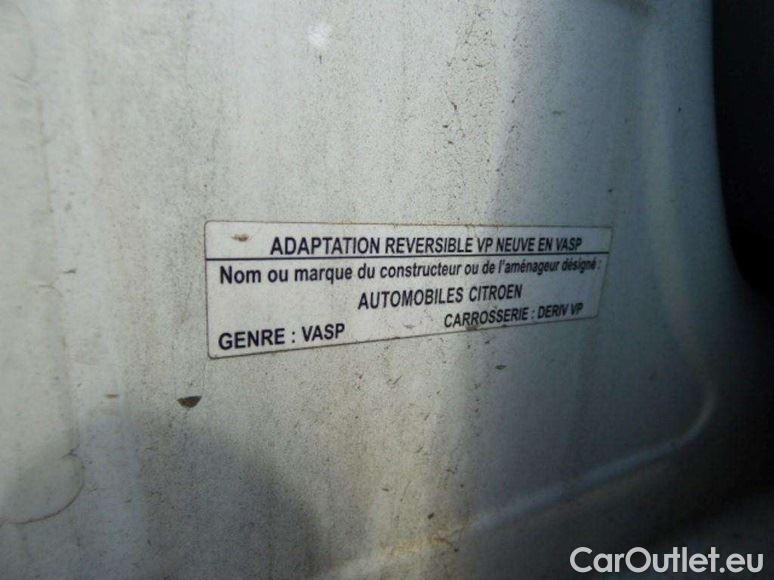 ADAPTATION REVERSIBLE VP NEUVE EN VASP
Nom ou marque du constructeur ou de l'aménageur désigné :
AUTOMOBILES CITROEN
GENRE : VASP CARROSSERIE : DERIV VP
CarOutlet.eu